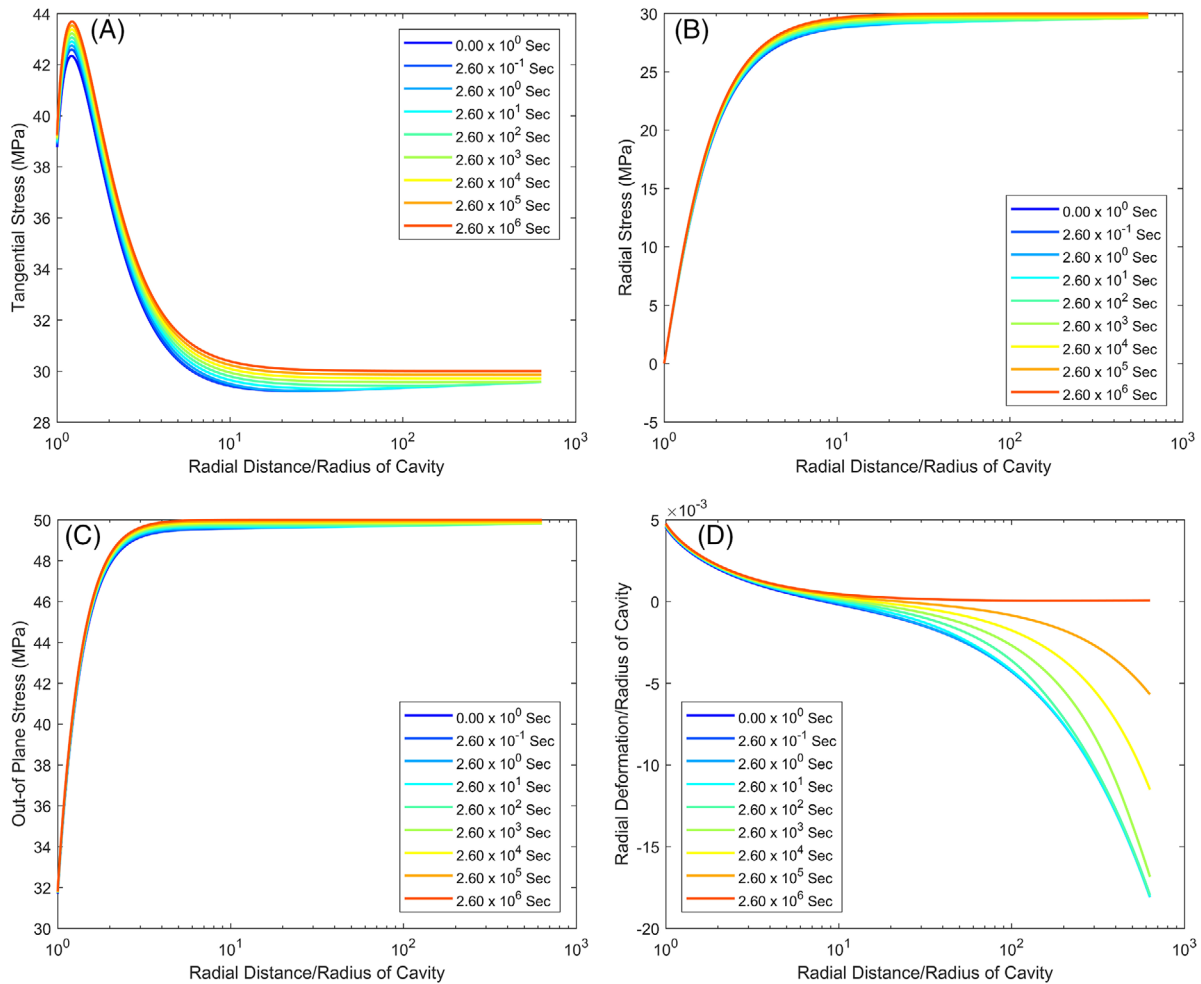 (A)
44
42
40
38
36
34
32
30
28
Tangential Stress (MPa)
0.00 x 10^0 Sec
2.60 x 10^-1 Sec
2.60 x 10^0 Sec
2.60 x 10^1 Sec
2.60 x 10^2 Sec
2.60 x 10^3 Sec
2.60 x 10^4 Sec
2.60 x 10^5 Sec
2.60 x 10^6 Sec
10^0 10^1 10^2 10^3
Radial Distance/Radius of Cavity
(B)
30
25
20
15
10
5
0
-5
Radial Stress (MPa)
0.00 x 10^0 Sec
2.60 x 10^-1 Sec
2.60 x 10^0 Sec
2.60 x 10^1 Sec
2.60 x 10^2 Sec
2.60 x 10^3 Sec
2.60 x 10^4 Sec
2.60 x 10^5 Sec
2.60 x 10^6 Sec
10^0 10^1 10^2 10^3
Radial Distance/Radius of Cavity
(C)
50
48
46
44
42
40
38
36
34
32
30
Out-of Plane Stress (MPa)
0.00 x 10^0 Sec
2.60 x 10^-1 Sec
2.60 x 10^0 Sec
2.60 x 10^1 Sec
2.60 x 10^2 Sec
2.60 x 10^3 Sec
2.60 x 10^4 Sec
2.60 x 10^5 Sec
2.60 x 10^6 Sec
10^0 10^1 10^2 10^3
Radial Distance/Radius of Cavity
×10^-3
(D)
5
0
-5
-10
-15
-20
Radial Deformation/Radius of Cavity
0.00 x 10^0 Sec
2.60 x 10^-1 Sec
2.60 x 10^0 Sec
2.60 x 10^1 Sec
2.60 x 10^2 Sec
2.60 x 10^3 Sec
2.60 x 10^4 Sec
2.60 x 10^5 Sec
2.60 x 10^6 Sec
10^0 10^1 10^2 10^3
Radial Distance/Radius of Cavity